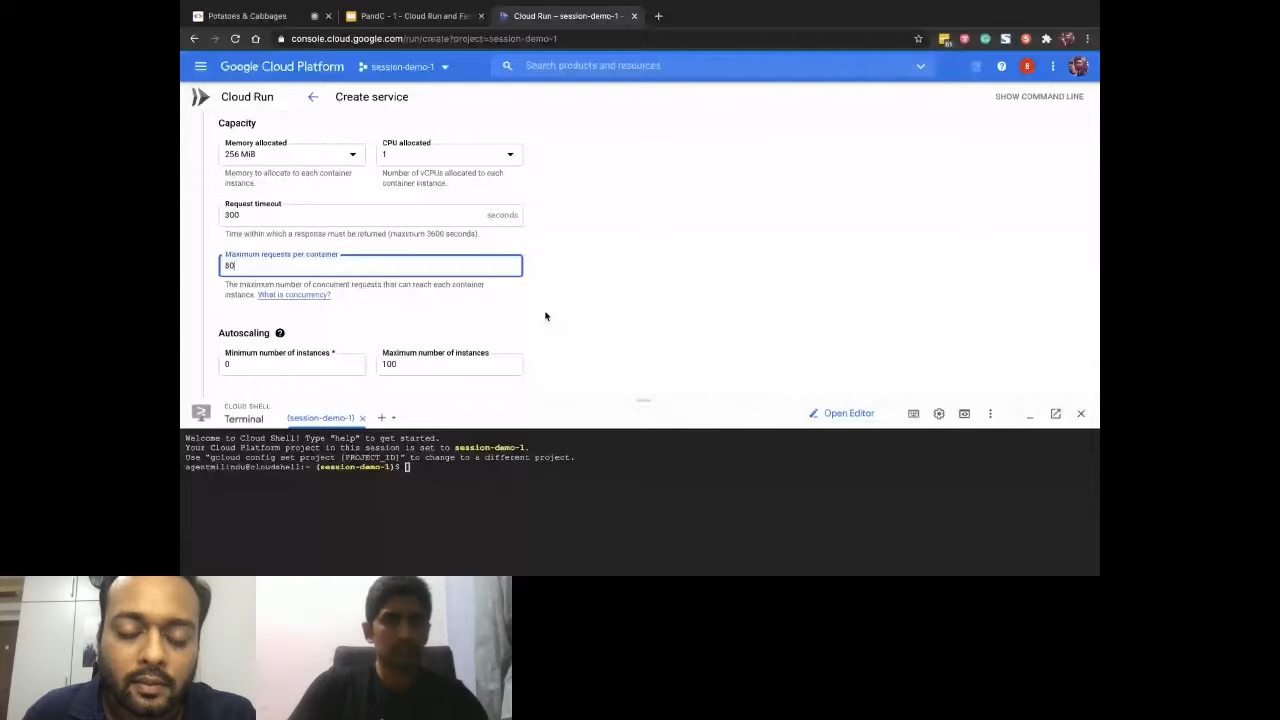 Potatoes & Cabbages
PandC - 1 - Cloud Run and Fas
Cloud Run – session-demo-1 -
console.cloud.google.com/run/create?project=session-demo-1
Google Cloud Platform
session-demo-1
Search products and resources
8
Cloud Run
Create service
SHOW COMMAND LINE
Capacity
Memory allocated
256 MiB
CPU allocated
1
Memory to allocate to each container
instance.
Number of vCPUs allocated to each
container instance.
Request timeout
300
seconds
Time within which a response must be returned (maximum 3600 seconds).
Maximum requests per container
80
The maximum number of concurrent requests that can reach each container
instance. What is concurrency?
Autoscaling
Minimum number of instances *
0
Maximum number of instances
100
CLOUD SHELL
Terminal
(session-demo-1)
Open Editor
Welcome to Cloud Shell! Type "help" to get started.
Your Cloud Platform project in this session is set to session-demo-1.
Use "gcloud config set project [PROJECT_ID]" to change to a different project.
agestmilindu@cloudshell:~ (session-demo-1)$